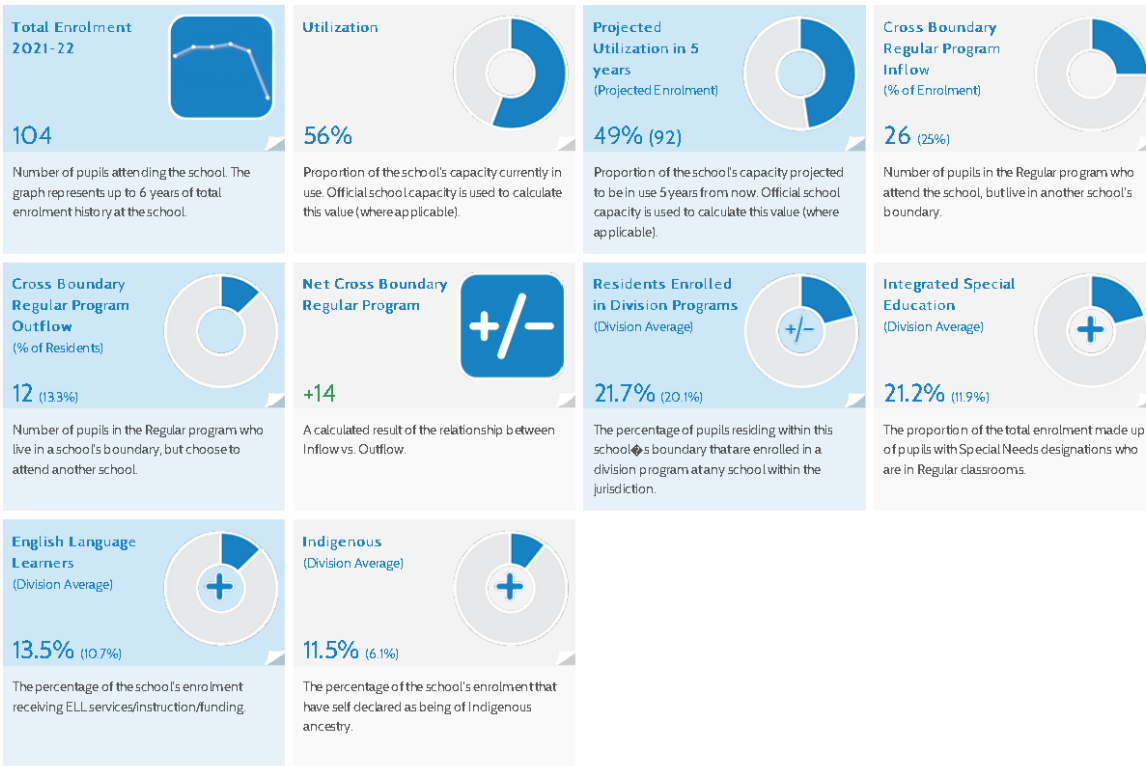 Total Enrolment
2021-22
104
Number of pupils attending the school. The
graph represents up to 6 years of total
enrolment history at the school.
Utilization
56%
Proportion of the school's capacity currently in
use. Official school capacity is used to calculate
this value (where applicable).
Projected
Utilization in 5
years
(Projected Enrolment)
49% (92)
Proportion of the school's capacity projected
to be in use 5 years from now. Official school
capacity is used to calculate this value (where
applicable).
Cross Boundary
Regular Program
Inflow
(% of Enrolment)
26 (25%)
Number of pupils in the Regular program who
attend the school, but live in another school's
boundary.
Cross Boundary
Regular Program
Outflow
(% of Residents)
12 (13.3%)
Number of pupils in the Regular program who
live in a school's boundary, but choose to
attend another school.
Net Cross Boundary
Regular Program
+/-
+14
A calculated result of the relationship between
Inflow vs. Outflow.
Residents Enrolled
in Division Programs
(Division Average)
+/-
21.7% (20.1%)
The percentage of pupils residing within this
school�s boundary that are enrolled in a
division program at any school within the
jurisdiction.
Integrated Special
Education
(Division Average)
+
21.2% (11.9%)
The proportion of the total enrolment made up
of pupils with Special Needs designations who
are in Regular classrooms.
English Language
Learners
(Division Average)
+
13.5% (10.7%)
The percentage of the school's enrolment
receiving ELL services/instruction/funding.
Indigenous
(Division Average)
+
11.5% (6.1%)
The percentage of the school's enrolment that
have self declared as being of Indigenous
ancestry.